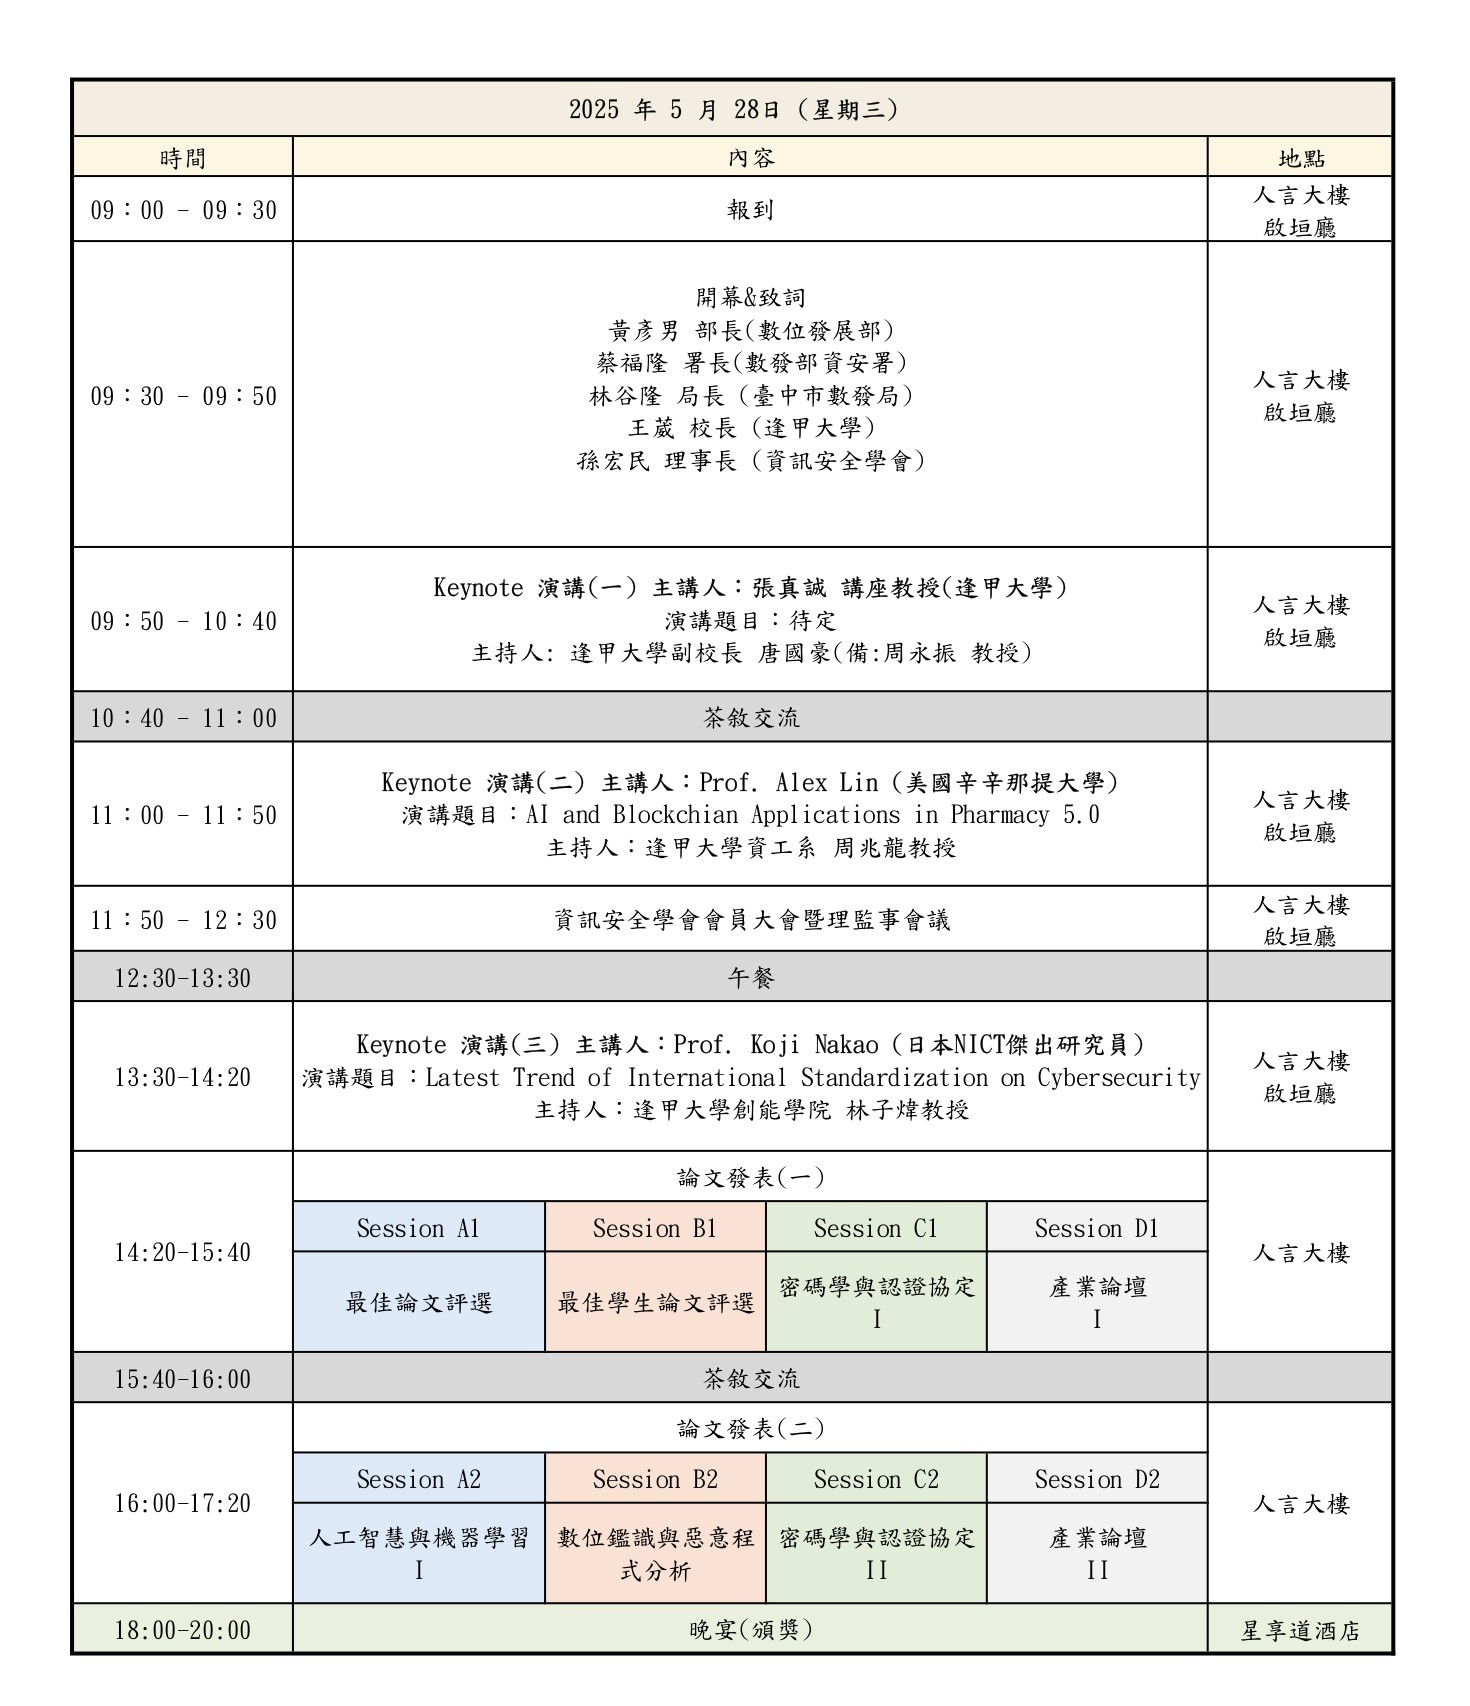 2025 年 5 月 28日 (星期三)
時間 內容 地點
09：00 - 09：30 報到 人言大樓
啟垣廳
09：30 - 09：50
開幕&致詞
黃彥男 部長(數位發展部)
蔡福隆 署長(數發部資安署)
林谷隆 局長 (臺中市數發局)
王葳 校長 (逢甲大學)
孫宏民 理事長 (資訊安全學會)
人言大樓
啟垣廳
09：50 - 10：40
Keynote 演講(一) 主講人：張真誠 講座教授(逢甲大學)
演講題目：待定
主持人: 逢甲大學副校長 唐國豪(備:周永振 教授)
人言大樓
啟垣廳
10：40 - 11：00 茶敘交流
11：00 - 11：50
Keynote 演講(二) 主講人：Prof. Alex Lin (美國辛辛那提大學)
演講題目：AI and Blockchian Applications in Pharmacy 5.0
主持人：逢甲大學資工系 周兆龍教授
人言大樓
啟垣廳
11：50 - 12：30 資訊安全學會會員大會暨理監事會議 人言大樓
啟垣廳
12:30-13:30 午餐
13:30-14:20
Keynote 演講(三) 主講人：Prof. Koji Nakao (日本NICT傑出研究員)
演講題目：Latest Trend of International Standardization on Cybersecurity
主持人：逢甲大學創能學院 林子煒教授
人言大樓
啟垣廳
14:20-15:40
論文發表(一)
Session A1 Session B1 Session C1 Session D1
最佳論文評選 最佳學生論文評選 密碼學與認證協定 產業論壇
I I
人言大樓
15:40-16:00 茶敘交流
16:00-17:20
論文發表(二)
Session A2 Session B2 Session C2 Session D2
人工智慧與機器學習 數位鑑識與惡意程 密碼學與認證協定 產業論壇
I 式分析 II II
人言大樓
18:00-20:00 晚宴(頒獎) 星享道酒店